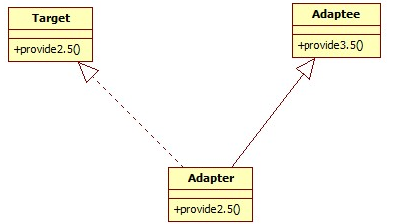 Target
+provide2.5()
Adaptee
+provide3.5()
Adapter
+provide2.5()